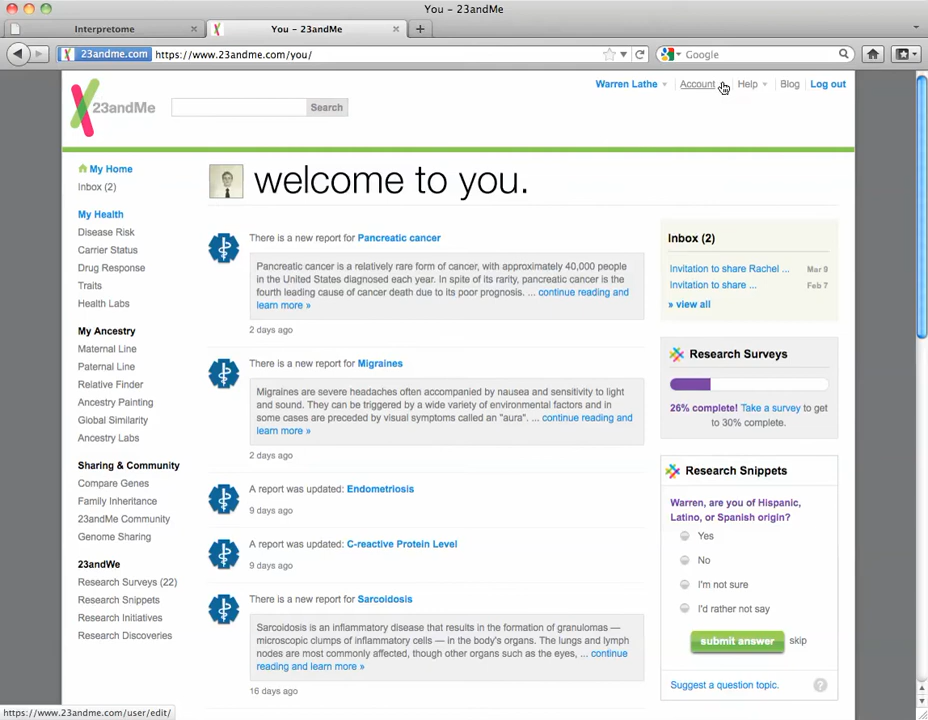 You – 23andMe
Interpretome
You – 23andMe
23andme.com https://www.23andme.com/you/
Google
Warren Lathe Account Help Blog Log out
23andMe
Search
welcome to you.
My Home
Inbox (2)
My Health
Disease Risk
Carrier Status
Drug Response
Traits
Health Labs
My Ancestry
Maternal Line
Paternal Line
Relative Finder
Ancestry Painting
Global Similarity
Ancestry Labs
Sharing & Community
Compare Genes
Family Inheritance
23andMe Community
Genome Sharing
23andWe
Research Surveys (22)
Research Snippets
Research Initiatives
Research Discoveries
There is a new report for Pancreatic cancer
Pancreatic cancer is a relatively rare form of cancer, with approximately 40,000 people
in the United States diagnosed each year. In spite of its rarity, pancreatic cancer is the
fourth leading cause of cancer death due to its poor prognosis. ... continue reading and
learn more »
2 days ago
There is a new report for Migraines
Migraines are severe headaches often accompanied by nausea and sensitivity to light
and sound. They can be triggered by a wide variety of environmental factors and in
some cases are preceded by visual symptoms called an "aura". ... continue reading and
learn more »
2 days ago
A report was updated: Endometriosis
9 days ago
A report was updated: C-reactive Protein Level
9 days ago
There is a new report for Sarcoidosis
Sarcoidosis is an inflammatory disease that results in the formation of granulomas —
microscopic clumps of inflammatory cells — in the body's organs. The lungs and lymph
nodes are most commonly affected, though other organs such as the eyes, ... continue
reading and learn more »
16 days ago
Inbox (2)
Invitation to share Rachel ... Mar 9
Invitation to share ... Feb 7
» view all
Research Surveys
26% complete! Take a survey to get
to 30% complete.
Research Snippets
Warren, are you of Hispanic,
Latino, or Spanish origin?
Yes
No
I'm not sure
I'd rather not say
submit answer skip
Suggest a question topic. ?
https://www.23andme.com/user/edit/